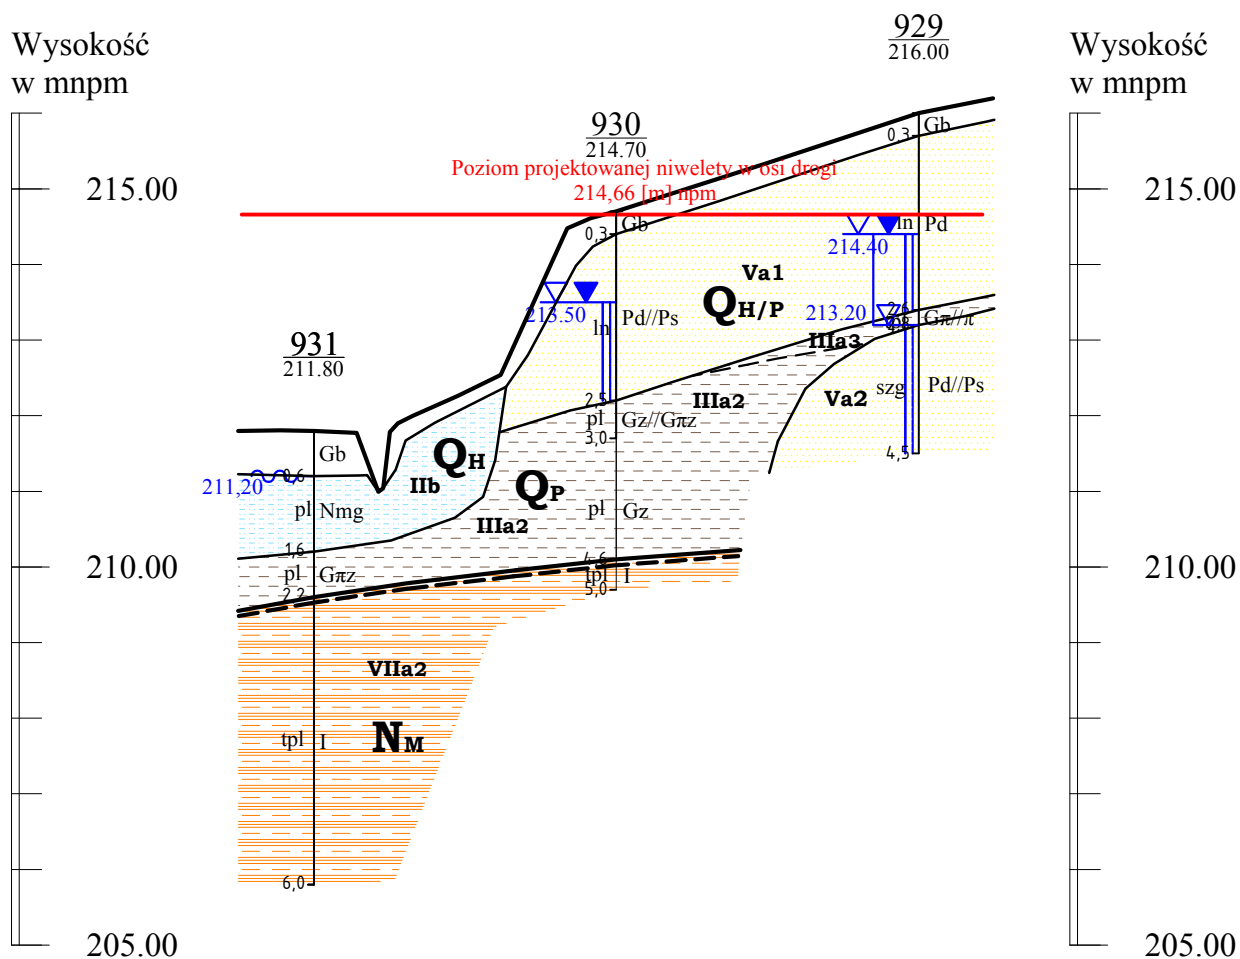 929
216.00
Wysokość
w mnpm
Wysokość
w mnpm
930
214.70
Gb
0,3
Poziom projektowanej niwelety w osi drogi
214,66 [m] npm
215.00
215.00
Gb
0,3
ln
Pd
214.40
Va1
QH/P
213.50
ln
Pd//Ps
213.20
2,6
2,8
Gπ//π
IIIa3
931
211.80
2,5
IIIa2
Va2
szg
Pd//Ps
pl
Gz//Gπz
3,0
Gb
QH
4,5
0,6
211,20
IIb
QP
pl
Nmg
IIIa2
pl
Gz
1,6
4,6
210.00
210.00
pl
Gπz
tpl
I
5,0
2,2
VIIa2
tpl
I
NM
6,0
205.00
205.00